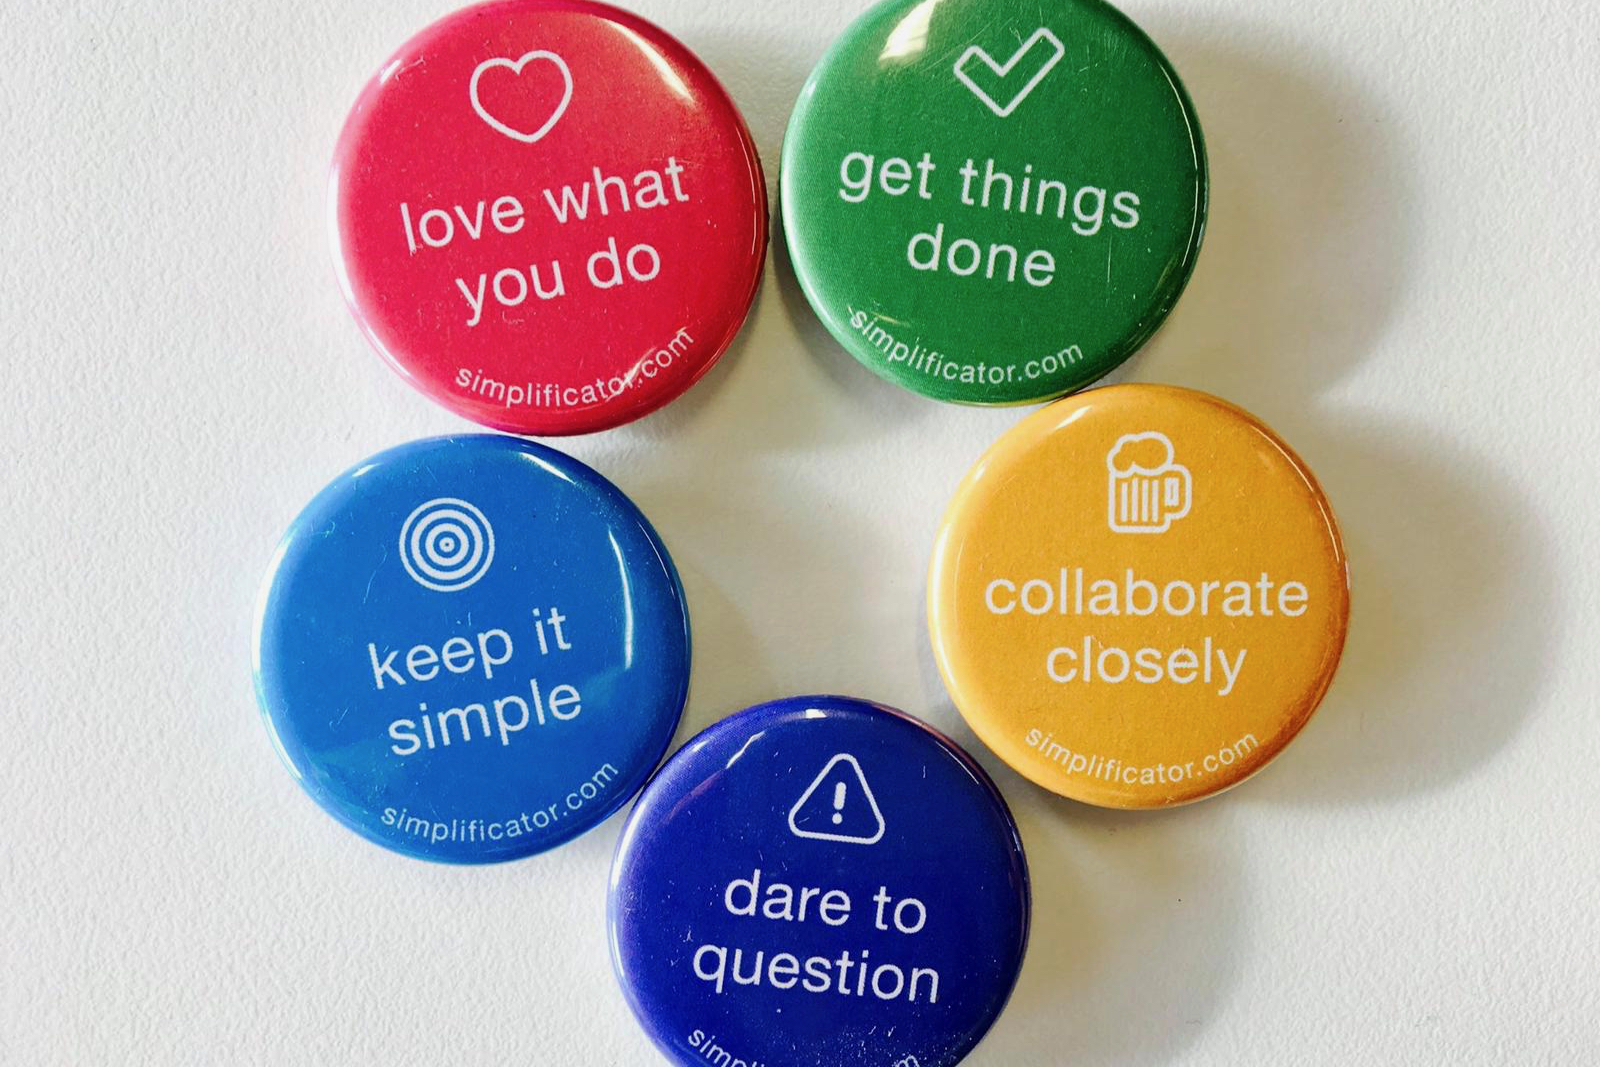 love what
you do
simplificator.com
get things
done
simplificator.com
keep it
simple
simplificator.com
collaborate
closely
simplificator.com
dare to
question